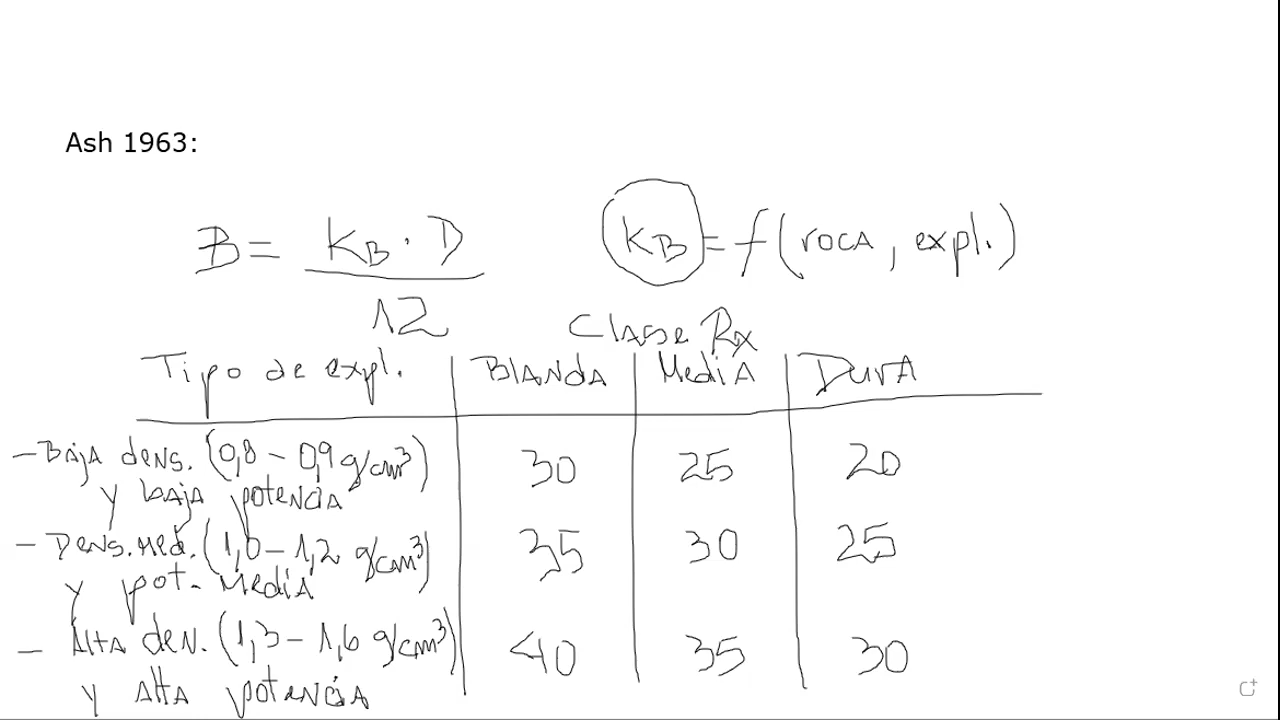 Ash 1963:
B = K_B · D / 12
K_B = f(roca, expl.)
Clase Rx
Tipo de expl. Blanda Media Dura
- Baja dens. (0,8 - 0,9 g/cm³) 30 25 20
y baja potencia
- Dens. med. (1,0 - 1,2 g/cm³) 35 30 25
y pot. media
- Alta den. (1,3 - 1,6 g/cm³) 40 35 30
y alta potencia